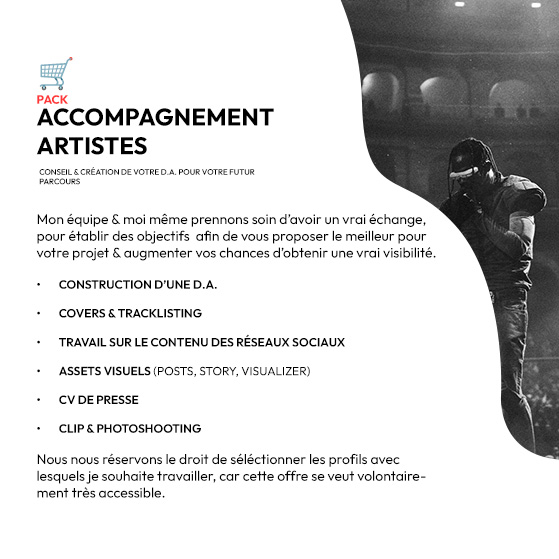 PACK
ACCOMPAGNEMENT
ARTISTES
CONSEIL & CRÉATION DE VOTRE D.A. POUR VOTRE FUTUR
PARCOURS
Mon équipe & moi même prennons soin d'avoir un vrai échange,
pour établir des objectifs afin de vous proposer le meilleur pour
votre projet & augmenter vos chances d'obtenir une vrai visibilité.
• CONSTRUCTION D'UNE D.A.
• COVERS & TRACKLISTING
• TRAVAIL SUR LE CONTENU DES RÉSEAUX SOCIAUX
• ASSETS VISUELS (POSTS, STORY, VISUALIZER)
• CV DE PRESSE
• CLIP & PHOTOSHOOTING
Nous nous réservons le droit de séléctionner les profils avec
lesquels je souhaite travailler, car cette offre se veut volontaire-
ment très accessible.